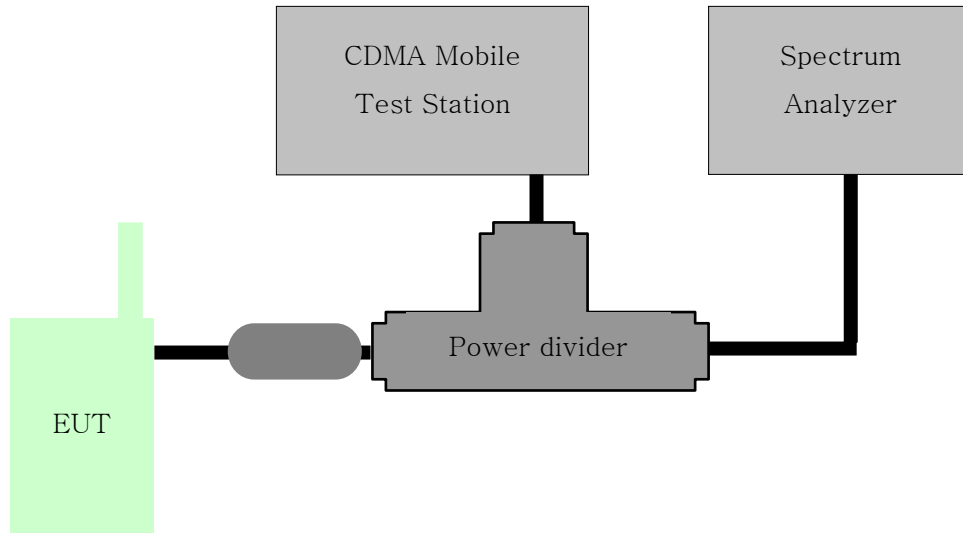 CDMA Mobile
Test Station
Spectrum
Analyzer
Power divider
EUT